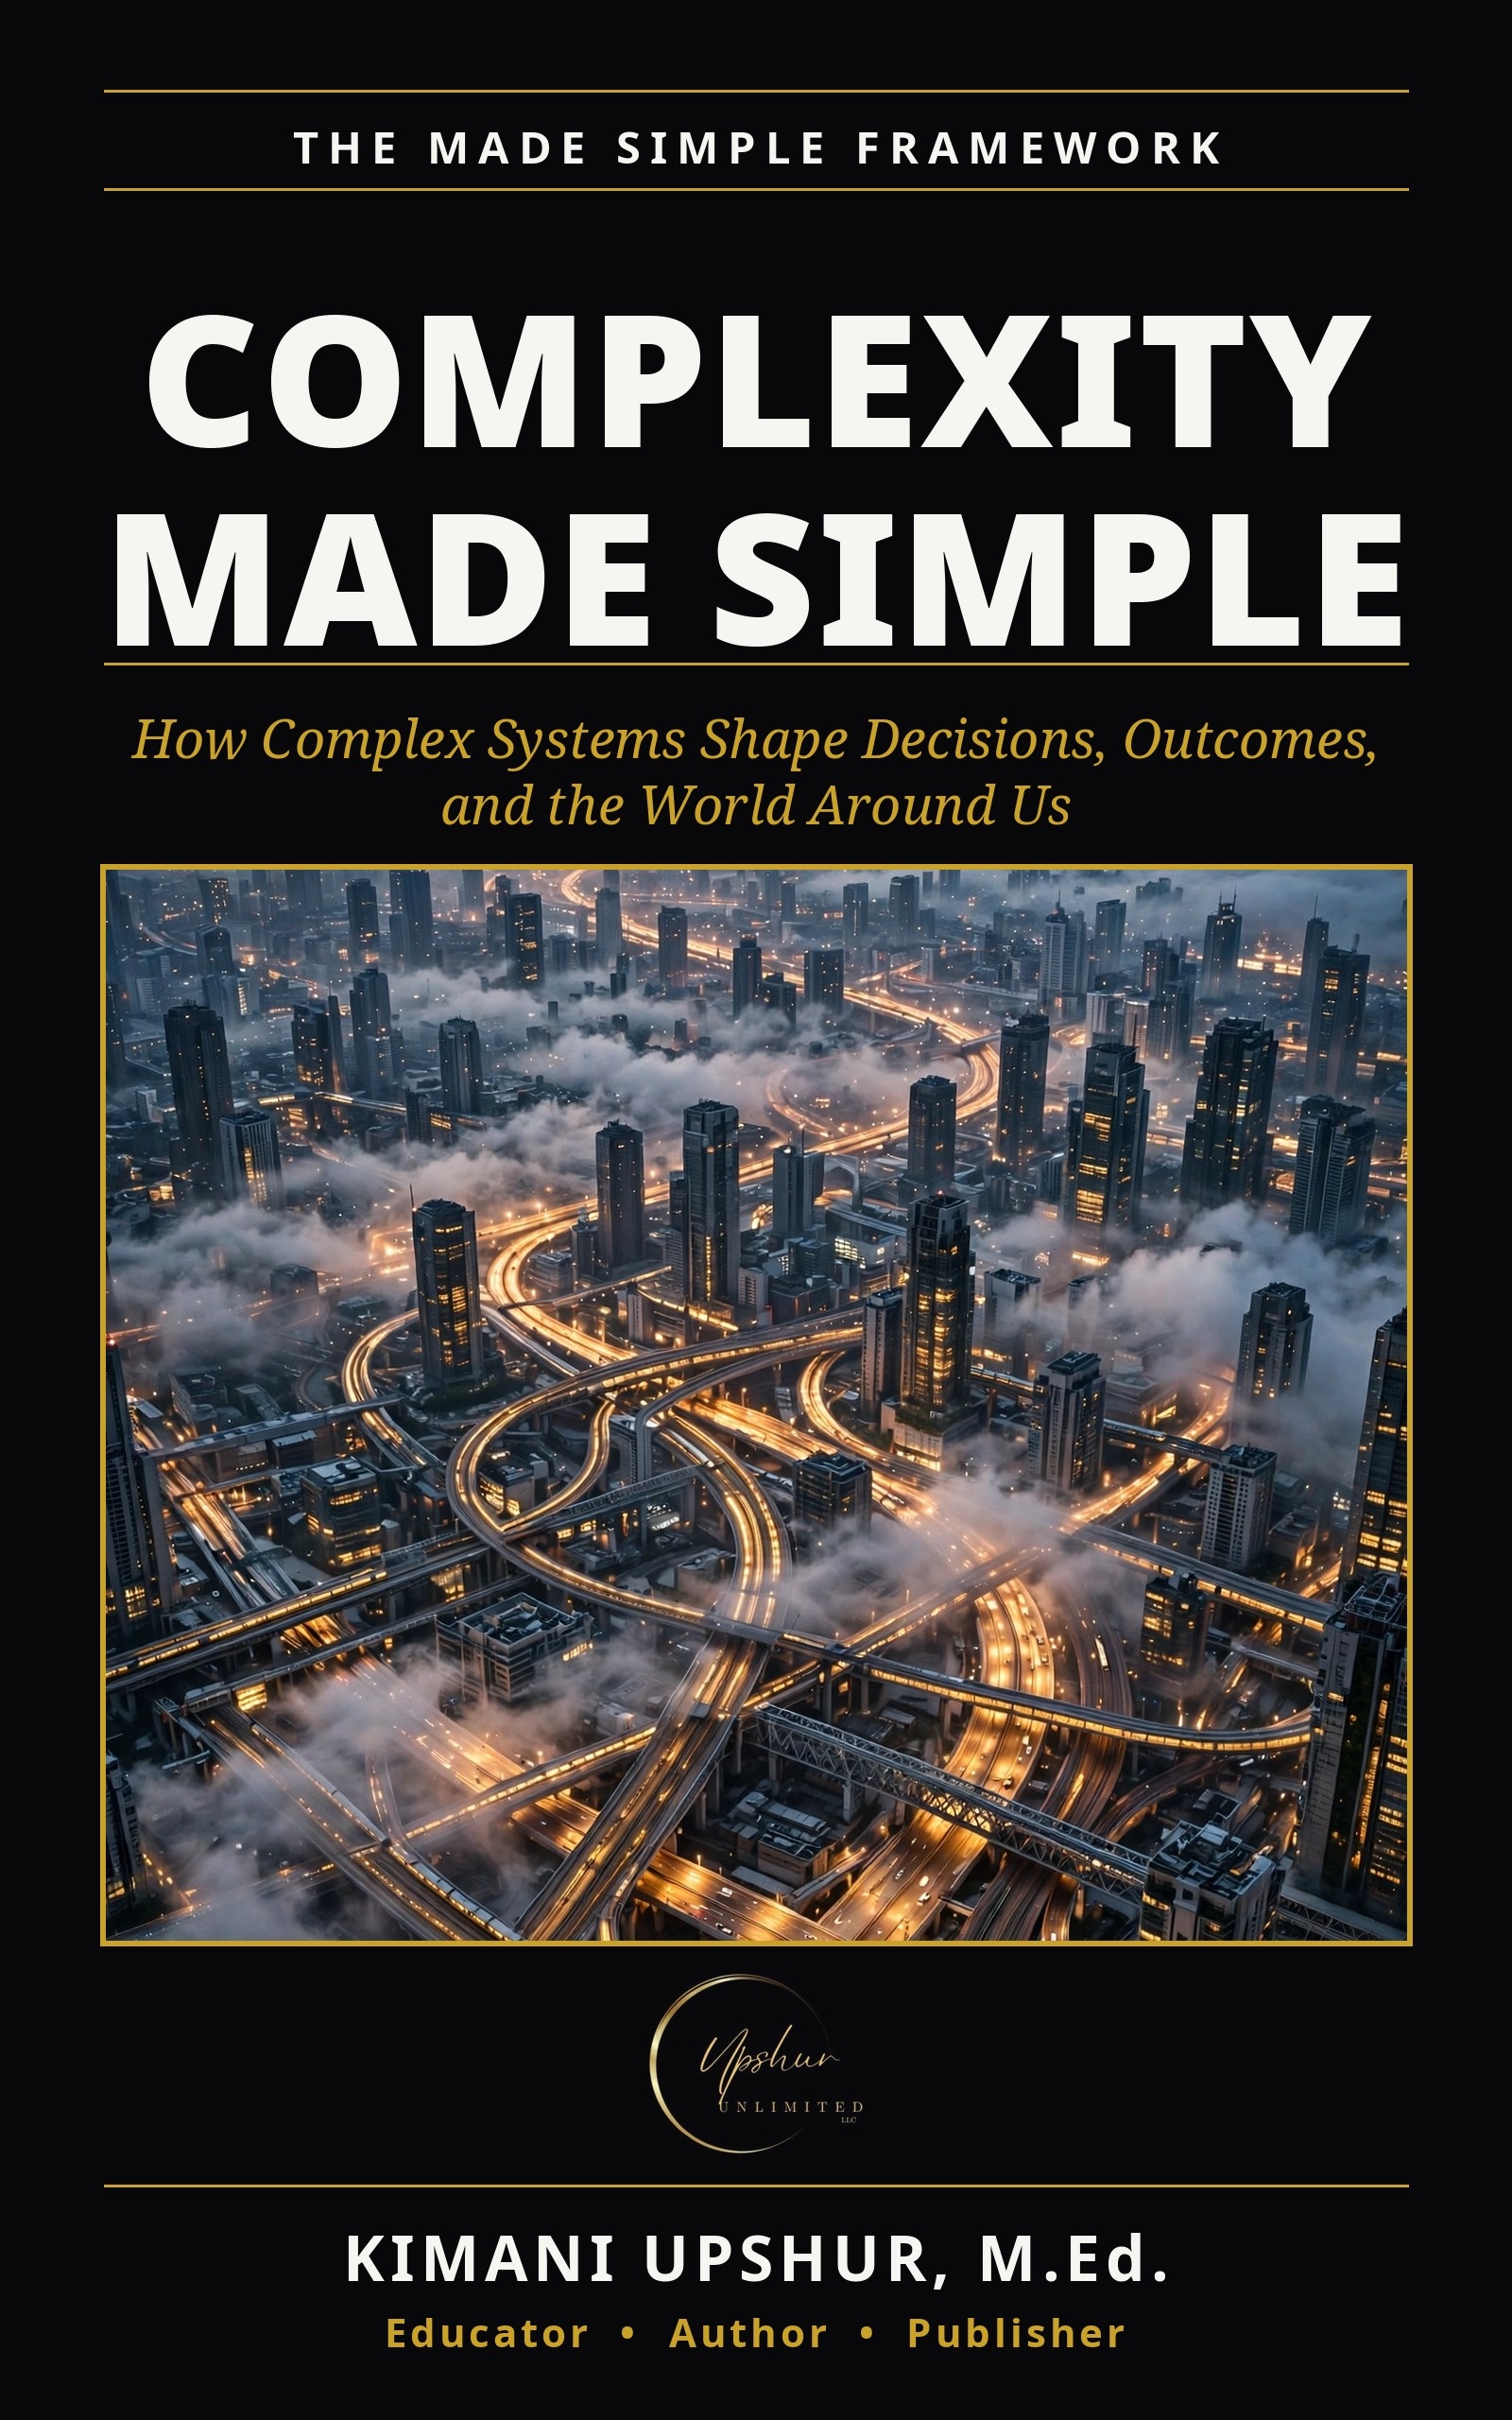 THE MADE SIMPLE FRAMEWORK
COMPLEXITY
MADE SIMPLE
How Complex Systems Shape Decisions, Outcomes,
and the World Around Us
Upshur
UNLIMITED
LLC
KIMANI UPSHUR, M.Ed.
Educator • Author • Publisher